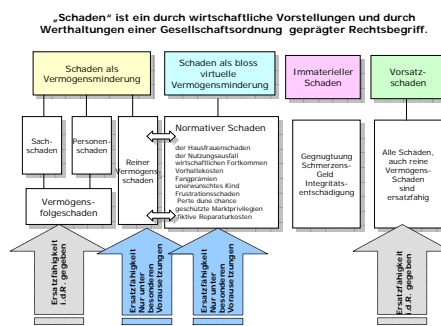 „Schaden“ ist ein durch wirtschaftliche Vorstellungen und durch
Werthaltungen einer Gesellschaftsordnung geprägter Rechtsbegriff.
Schaden als
Vermögensminderung
Schaden als bloss
virtuelle
Vermögensminderung
Immaterieller
Schaden
Vorsatz-
schaden
Sach-
schaden
Personen-
schaden
Reiner
Vermögens-
schaden
Normativer Schaden
der Hausfrauenschaden
der Nutzungsausfall
wirtschaftlichen Fortkommen
Vorhaltekosten
Fangprämien
unerwünschtes Kind
Frustrationsschaden
Perte dune chance
geschützte Marktprivilegien
fiktive Reparaturkosten
Gegnugtuung
Schmerzens-
Geld
Integritäts-
entschädigung
Alle Schäden,
auch reine
Vermögens-
Schaden
sind
ersatzfähig
Vermögens-
folgeschaden
Ersatzfähigkeit
i.d.R. gegeben
Ersatzfähigkeit
Nur unter
besonderen
Vorausetzungen
Ersatzfähigkeit
Nur unter
besonderen
Vorausetzungen
Ersatzfähigkeit
i.d.R. gegeben